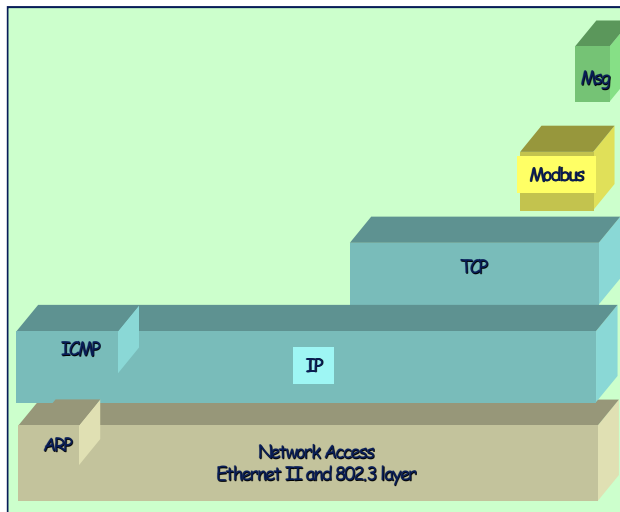 Msg
Modbus
TCP
ICMP
IP
ARP
Network Access
Ethernet II and 802.3 layer